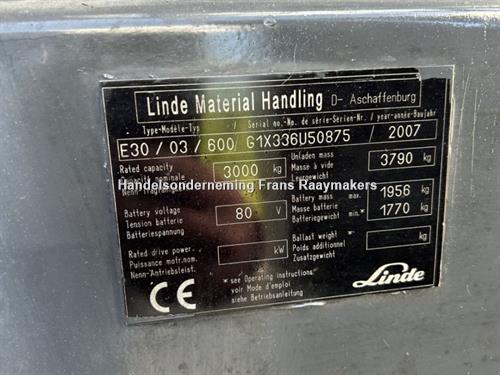 Linde Material Handling D- Aschaffenburg
Type-Modèle-Typ / Serial no.-No. de série-Serien-Nr. / year-année-Baujahr
E30 / 03 / 600 / G1X336U50875 / 2007
Rated capacity
Capacité nominale
Nenn-Tragfähigk.
3000 kg
Unladen mass
Masse à vide
Leergewicht
3790 kg
Handelsonderneming Frans Raaymakers
Battery voltage
Tension batterie
Batteriespannung
80 V
Battery mass max.
Masse batterie
Batteriegewicht min.*
1956 kg
1770 kg
Rated drive power
Puissance motr.nom.
Nenn-Antriebsleist.
kW
Ballast weight
Poids additionnel
Zusatzgewicht
kg
CE
*see Operating instructions
voir Mode d'emploi
siehe Betriebsanleitung
Linde